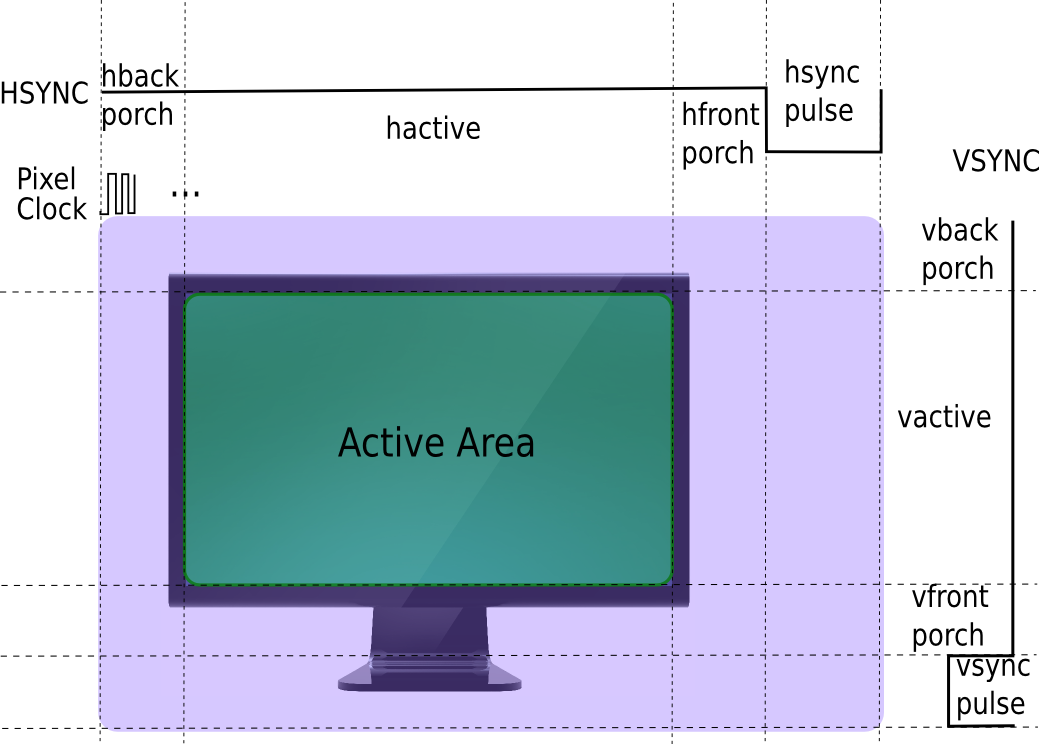 HSYNC
hback
porch
hactive
hfront
porch
hsync
pulse
VSYNC
Pixel
Clock
...
vback
porch
Active Area
vactive
vfront
porch
vsync
pulse